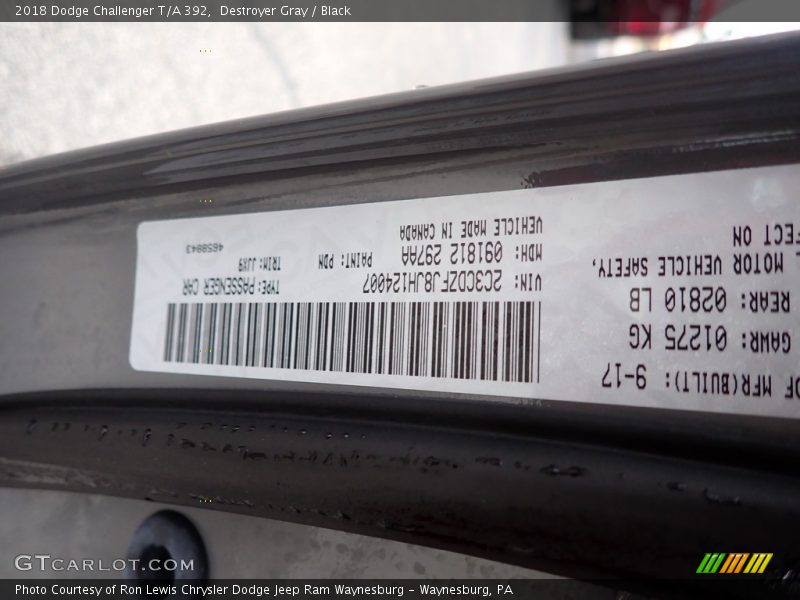 2018 Dodge Challenger T/A 392,  Destroyer Gray / Black
OF MFR(BUILT): 9-17
GAWR: 01275 KG
REAR: 02810 LB
MOTOR VEHICLE SAFETY,
FECT ON
VIN: 2C3CDZFJ8JH124007
TYPE: PASSENGER CAR
MDH: 091812 297AA
PAINT: PDN
TRIM: JJX9
VEHICLE MADE IN CANADA
4658843
GTCARLOT.COM
Photo Courtesy of Ron Lewis Chrysler Dodge Jeep Ram Waynesburg – Waynesburg, PA